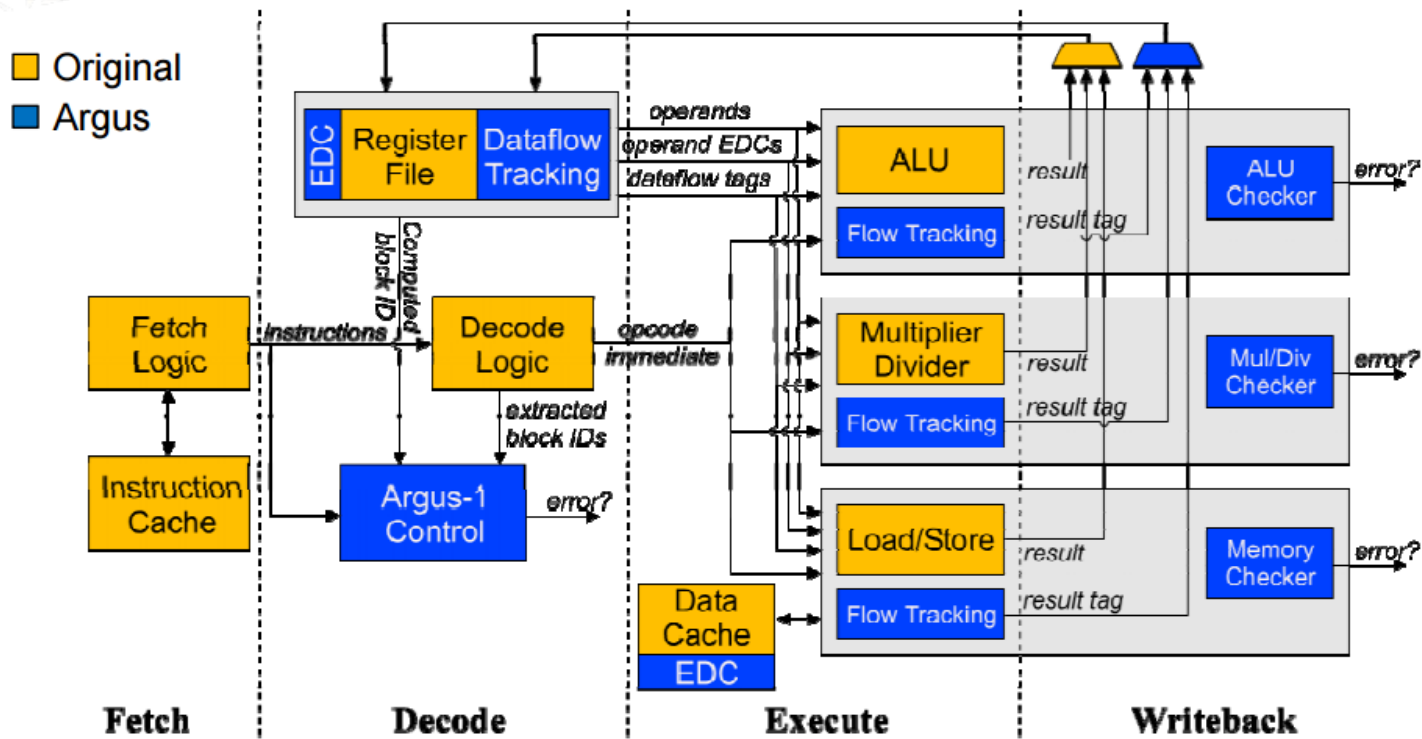 Original
Argus
EDC
Register
File
Dataflow
Tracking
operands
operand EDCs
dataflow tags
Computed
block ID
Fetch
Logic
instructions
Decode
Logic
opcode
immediate
extracted
block IDs
Instruction
Cache
Argus-1
Control
error?
ALU
Flow Tracking
result
result tag
ALU
Checker
error?
Multiplier
Divider
Flow Tracking
result
result tag
Mul/Div
Checker
error?
Load/Store
Flow Tracking
result
result tag
Memory
Checker
error?
Data
Cache
EDC
Fetch
Decode
Execute
Writeback